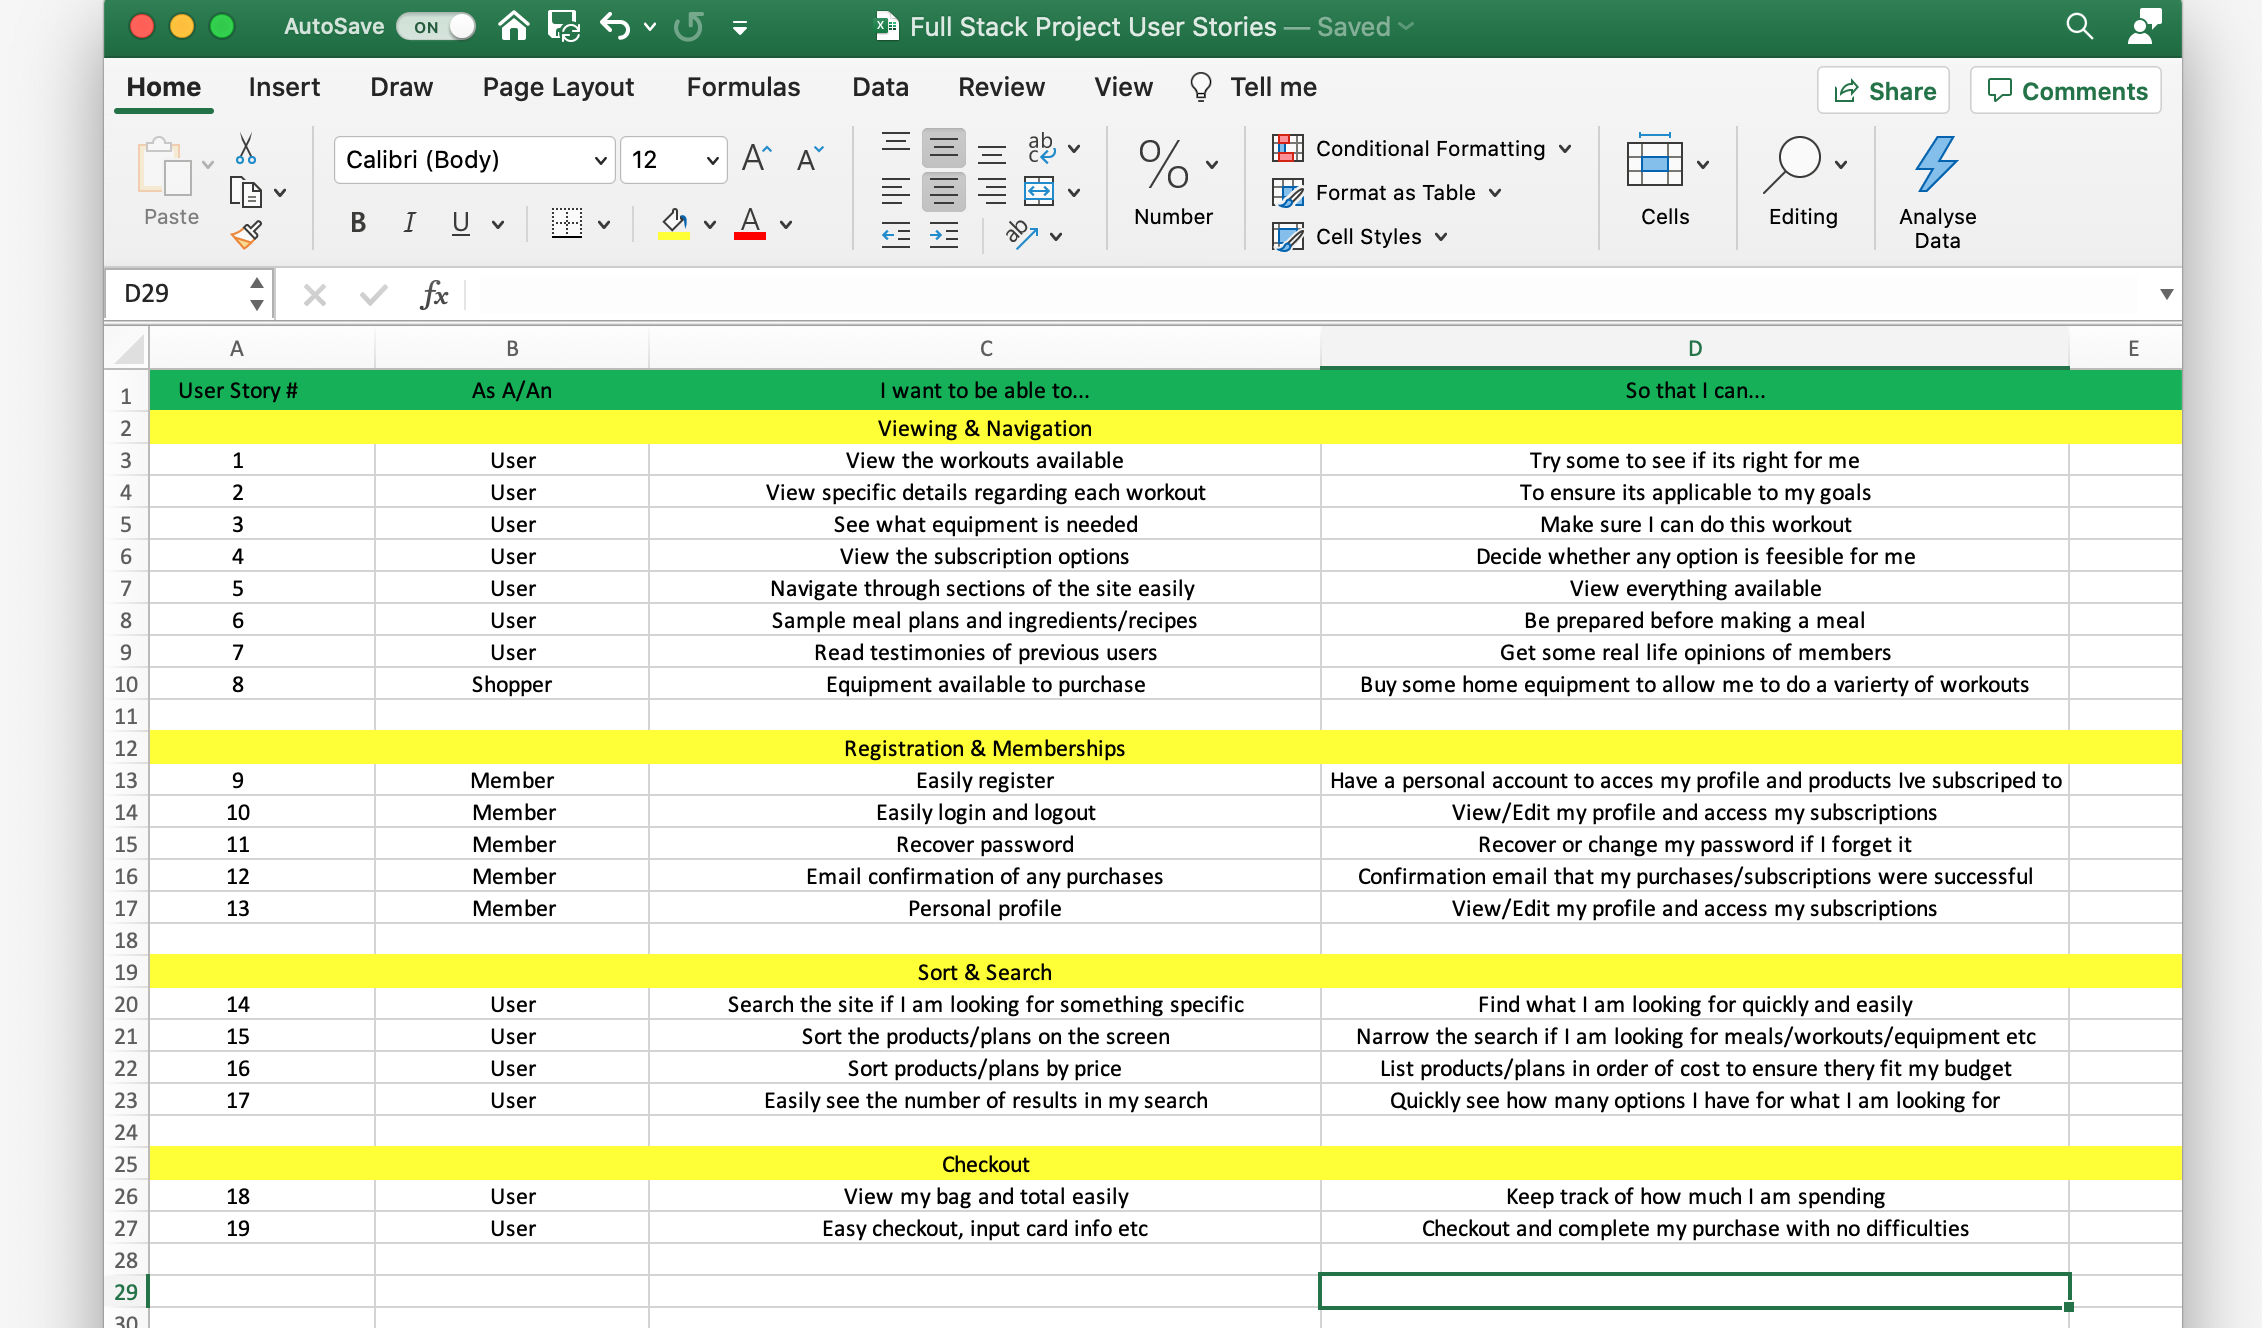 AutoSave ON Full Stack Project User Stories — Saved
Home Insert Draw Page Layout Formulas Data Review View Tell me Share Comments
Paste Calibri (Body) 12 Number Conditional Formatting Cells Editing Analyse Data
B I U A Format as Table
Cell Styles
D29 fx
A B C D E
1 User Story # As A/An I want to be able to... So that I can...
2 Viewing & Navigation
3 1 User View the workouts available Try some to see if its right for me
4 2 User View specific details regarding each workout To ensure its applicable to my goals
5 3 User See what equipment is needed Make sure I can do this workout
6 4 User View the subscription options Decide whether any option is feesible for me
7 5 User Navigate through sections of the site easily View everything available
8 6 User Sample meal plans and ingredients/recipes Be prepared before making a meal
9 7 User Read testimonies of previous users Get some real life opinions of members
10 8 Shopper Equipment available to purchase Buy some home equipment to allow me to do a varierty of workouts
11
12 Registration & Memberships
13 9 Member Easily register Have a personal account to acces my profile and products Ive subscriped to
14 10 Member Easily login and logout View/Edit my profile and access my subscriptions
15 11 Member Recover password Recover or change my password if I forget it
16 12 Member Email confirmation of any purchases Confirmation email that my purchases/subscriptions were successful
17 13 Member Personal profile View/Edit my profile and access my subscriptions
18
19 Sort & Search
20 14 User Search the site if I am looking for something specific Find what I am looking for quickly and easily
21 15 User Sort the products/plans on the screen Narrow the search if I am looking for meals/workouts/equipment etc
22 16 User Sort products/plans by price List products/plans in order of cost to ensure thery fit my budget
23 17 User Easily see the number of results in my search Quickly see how many options I have for what I am looking for
24
25 Checkout
26 18 User View my bag and total easily Keep track of how much I am spending
27 19 User Easy checkout, input card info etc Checkout and complete my purchase with no difficulties
28
29
30